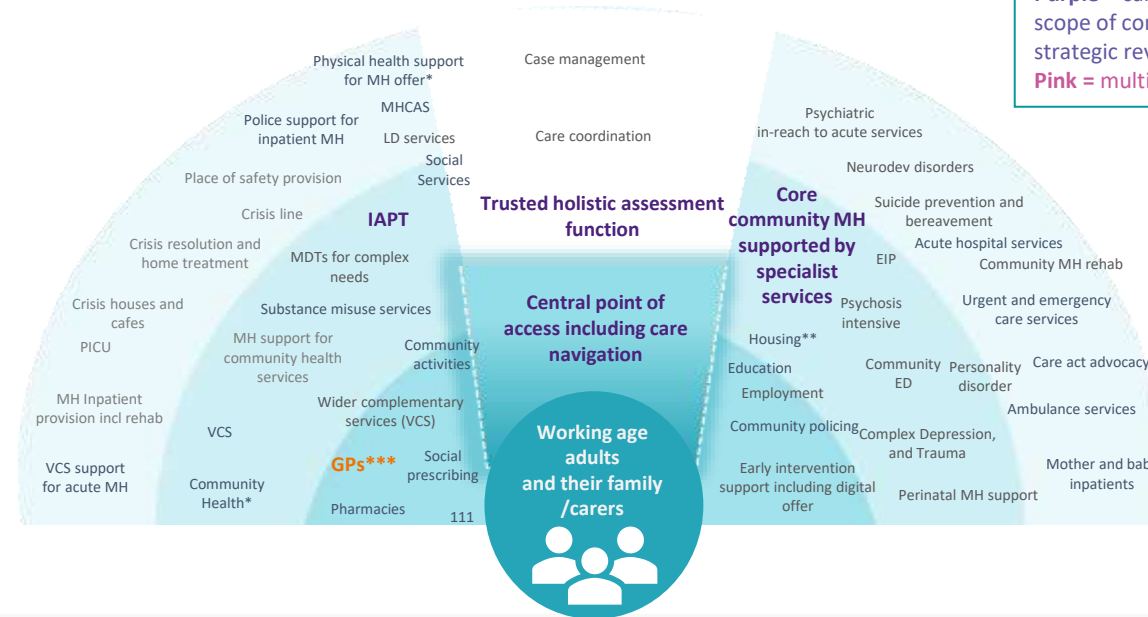 scope of
strategic
Pink = multi
Physical health support
for MH offer*
MHCAS
Police support for
inpatient MH
LD services
Social
Services
Place of safety provision
Crisis line
IAPT
Crisis resolution and
home treatment
MDTs for complex
needs
Crisis houses and
cafes
Substance misuse services
PICU
MH support for
community health
services
Community
activities
MH Inpatient
provision incl rehab
Wider complementary
services (VCS)
VCS
GPs***
Social
prescribing
VCS support
for acute MH
Community
Health*
Pharmacies
111
Case management
Care coordination
Trusted holistic assessment
function
Central point of
access including care
navigation
Working age
adults
and their family
/carers
Psychiatric
in-reach to acute services
Neurodev disorders
Core
community MH
supported by
specialist
services
Suicide prevention and
bereavement
Acute hospital services
EIP
Community MH rehab
Psychosis
intensive
Urgent and emergency
care services
Housing**
Education
Employment
Community
ED
Personality
disorder
Care act advocacy
Ambulance services
Community policing
Complex Depression,
and Trauma
Early intervention
support including digital
offer
Perinatal MH support
Mother and bab
inpatients